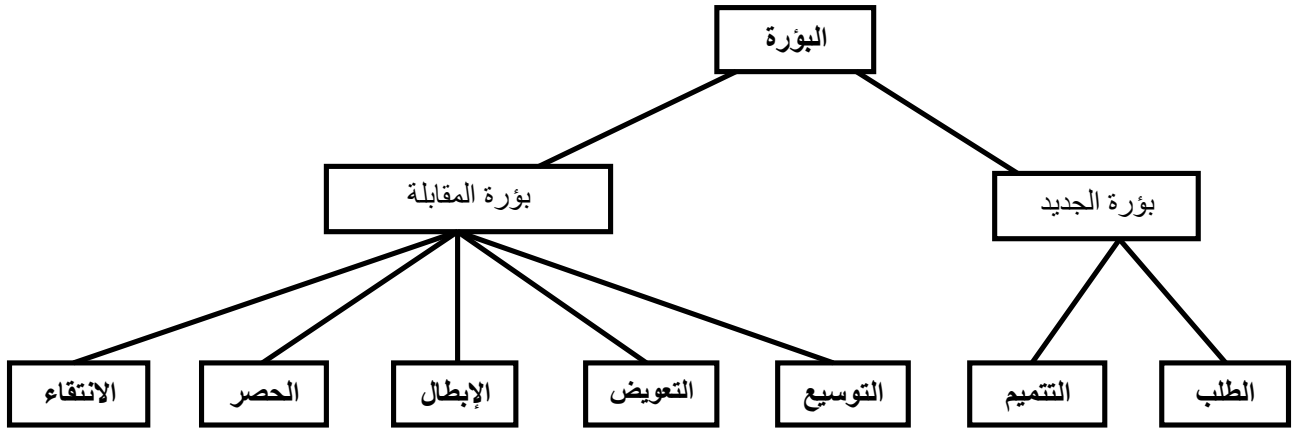 البؤرة
بؤرة الجديد
بؤرة المقابلة
الطلب
التتميم
التوسيع
التعويض
الإبطال
الحصر
الانتقاء